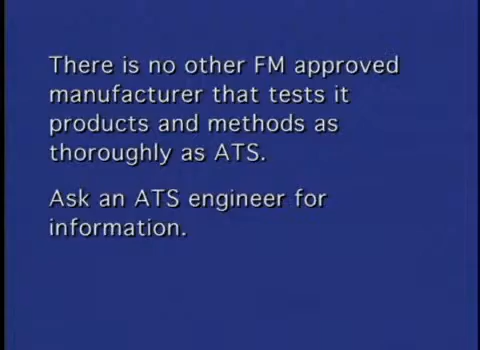 There is no other FM approved
manufacturer that tests it
products and methods as
thoroughly as ATS.
Ask an ATS engineer for
information.